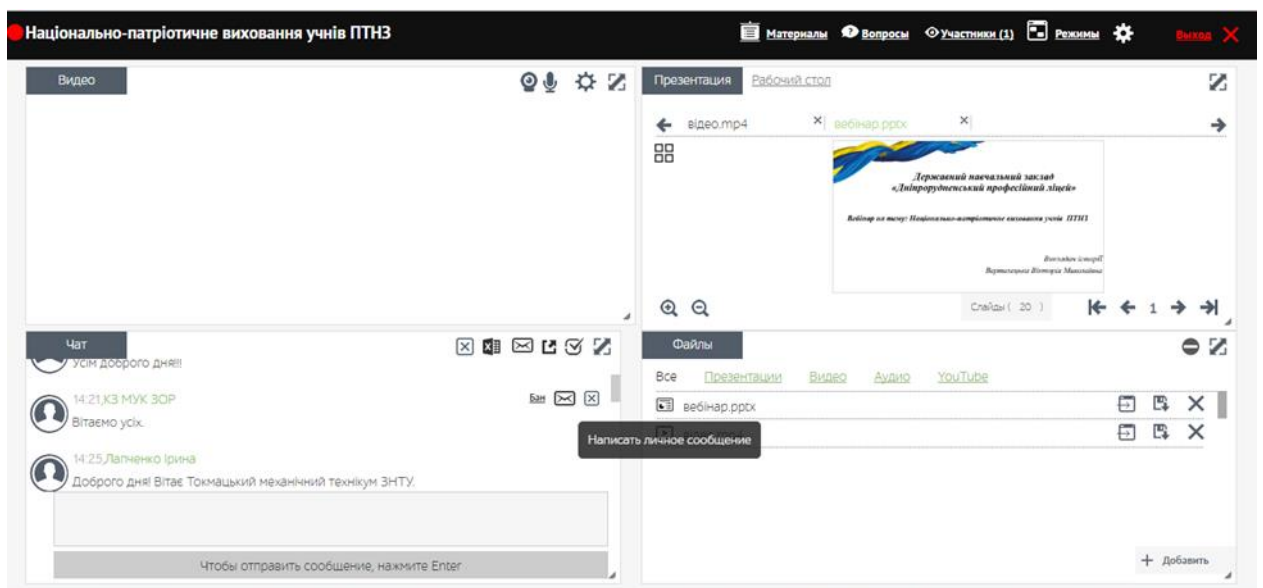 Національно-патріотичне виховання учнів ПТНЗ
Материалы Вопросы Участники (1) Режимы Выход
Видео
Презентация Рабочий стол
відео.mp4 вебінар.pptx
Державний навчальний заклад
«Дніпрорудненський професійний ліцей»
Вебінар на тему: Національно-патріотичне виховання учнів ПТНЗ
Викладач історії
Вікторія Миколаївна
Слайды ( 20 ) 1
Чат
Усім доброго дня!!!
14:21,КЗ МУК ЗОР Бан
Вітаємо усіх.
14:25,Лапченко Ірина
Доброго дня! Вітає Токмацький механічний технікум ЗНТУ.
Чтобы отправить сообщение, нажмите Enter
Файлы
Все Презентации Видео Аудио YouTube
вебінар.pptx
Написать личное сообщение
Добавить